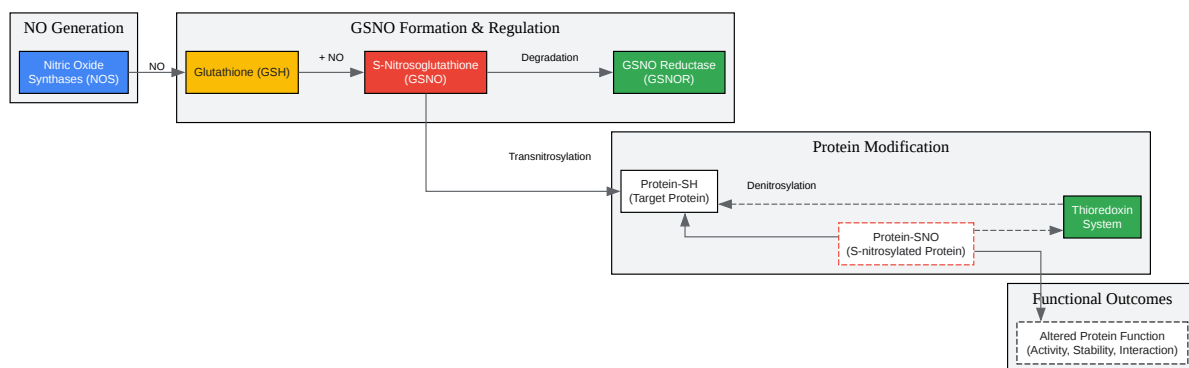 NO Generation
Nitric Oxide
Synthases (NOS)
NO
GSNO Formation & Regulation
Glutathione (GSH)
+ NO
S-Nitrosoglutathione
(GSNO)
Degradation
GSNO Reductase
(GSNOR)
Transnitrosylation
Protein Modification
Protein-SH
(Target Protein)
Denitrosylation
Thioredoxin
System
Protein-SNO
(S-nitrosylated Protein)
Functional Outcomes
Altered Protein Function
(Activity, Stability, Interaction)